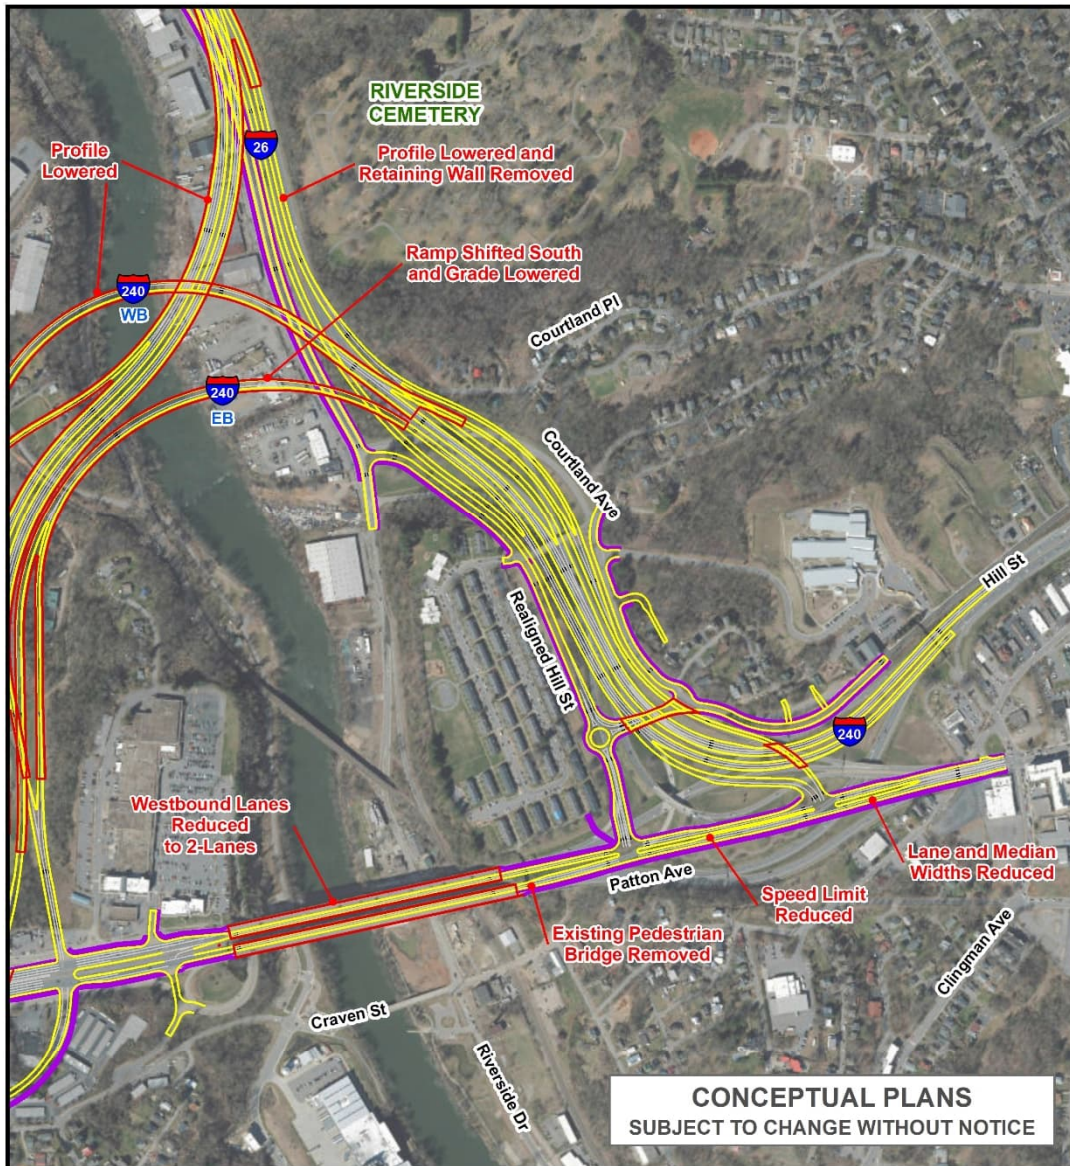 RIVERSIDE
CEMETERY
26
Profile
Lowered
Profile Lowered and
Retaining Wall Removed
Ramp Shifted South
and Grade Lowered
240
WB
Courtland Pl
240
EB
Courtland Ave
Hill St
Realigned Hill St
240
Westbound Lanes
Reduced
to 2-Lanes
Patton Ave
Lane and Median
Widths Reduced
Speed Limit
Reduced
Existing Pedestrian
Bridge Removed
Clingman Ave
Craven St
Riverside Dr
CONCEPTUAL PLANS
SUBJECT TO CHANGE WITHOUT NOTICE